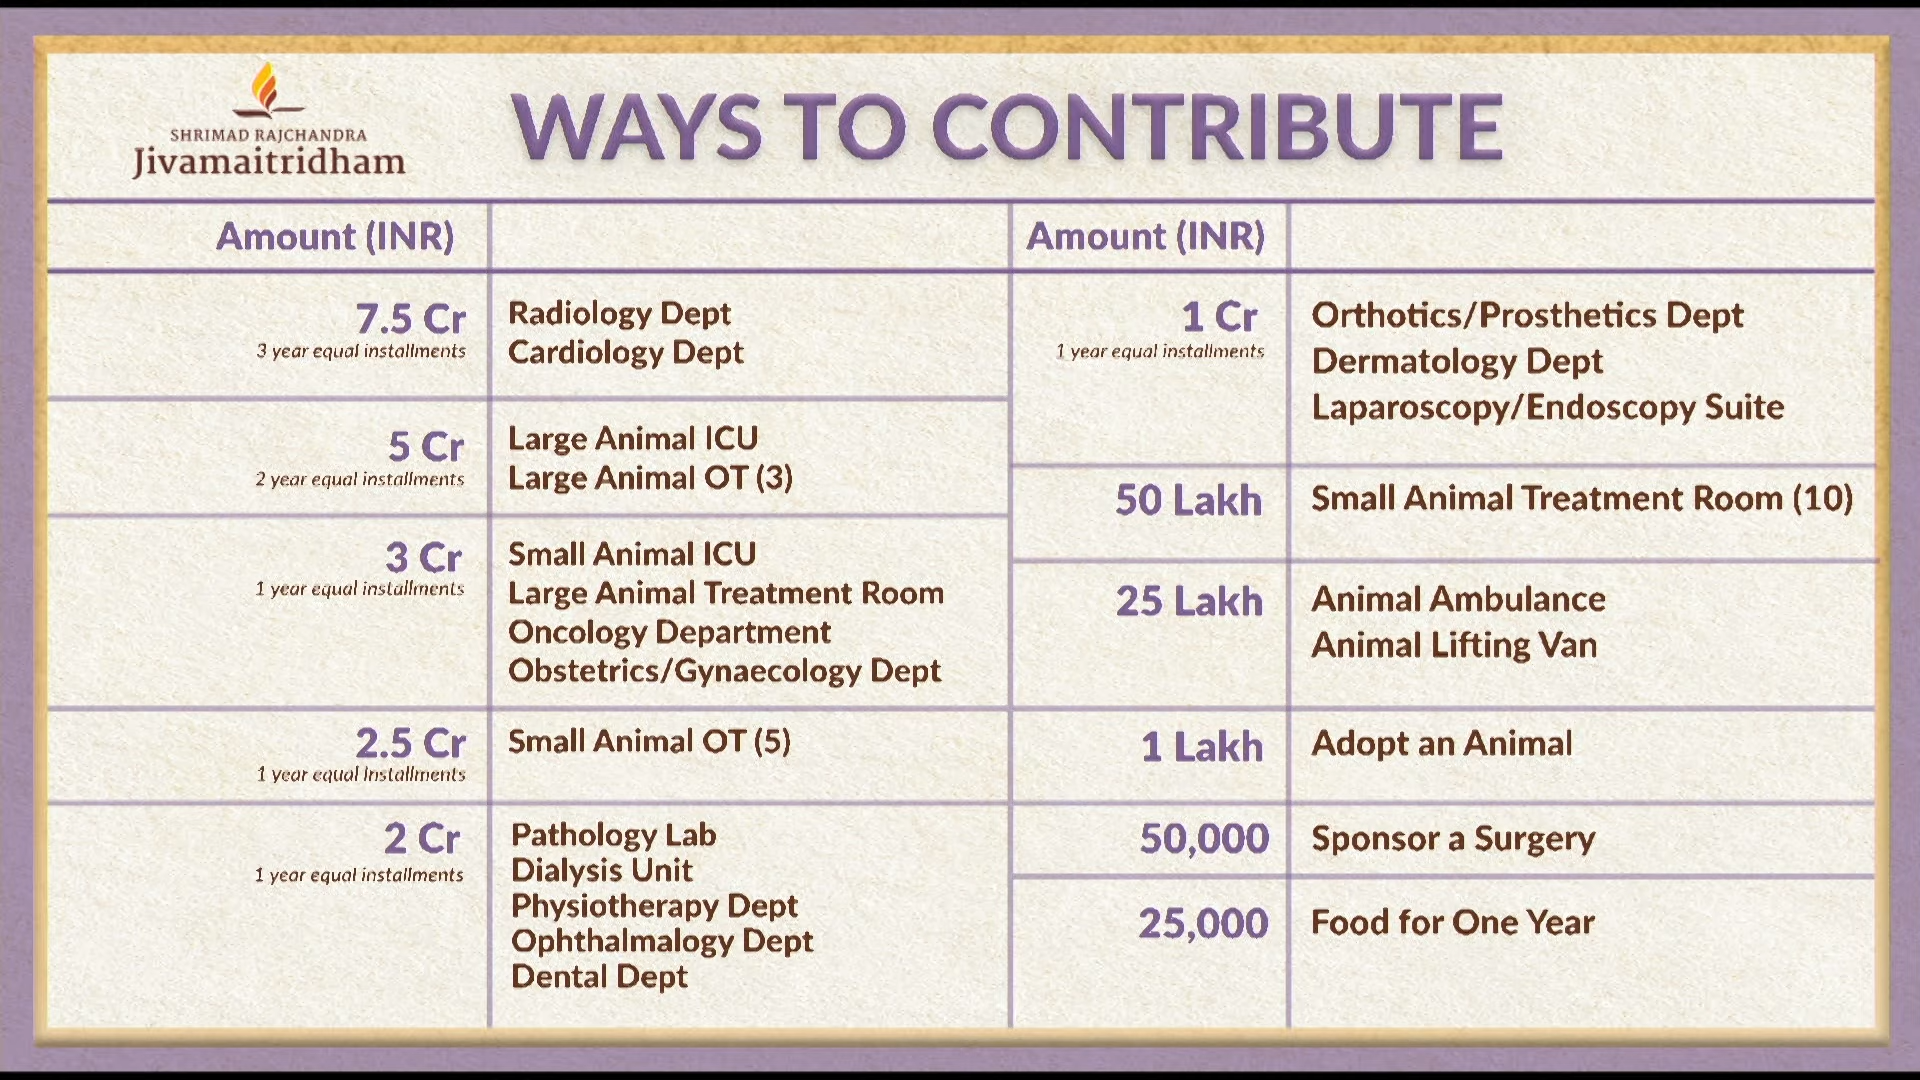 SHRIMAD RAJCHANDRA
Jivamaitridham
WAYS TO CONTRIBUTE
Amount (INR)
7.5 Cr
3 year equal installments
Radiology Dept
Cardiology Dept
5 Cr
2 year equal installments
Large Animal ICU
Large Animal OT (3)
3 Cr
1 year equal installments
Small Animal ICU
Large Animal Treatment Room
Oncology Department
Obstetrics/Gynaecology Dept
2.5 Cr
1 year equal Installments
Small Animal OT (5)
2 Cr
1 year equal installments
Pathology Lab
Dialysis Unit
Physiotherapy Dept
Ophthalmalogy Dept
Dental Dept
Amount (INR)
1 Cr
1 year equal installments
Orthotics/Prosthetics Dept
Dermatology Dept
Laparoscopy/Endoscopy Suite
50 Lakh
Small Animal Treatment Room (10)
25 Lakh
Animal Ambulance
Animal Lifting Van
1 Lakh
Adopt an Animal
50,000
Sponsor a Surgery
25,000
Food for One Year